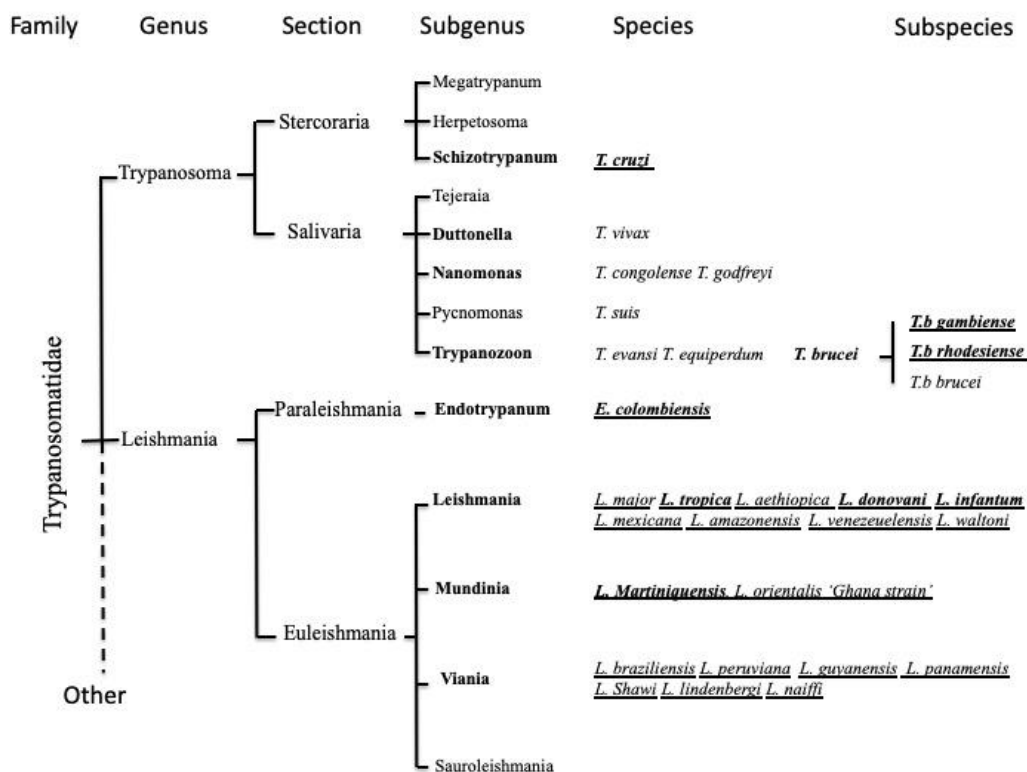 Family Genus Section Subgenus Species Subspecies
Megatrypanum
Stercoraria Herpetosoma
Schizotrypanum T. cruzi
Trypanosoma
Tejeraia
Salivaria Duttonella T. vivax
Nanomonas T. congolense T. godfreyi
Pycnomonas T. suis
T.b gambiense
Trypanozoon T. evansi T. equiperdum T. brucei T.b rhodesiense
T.b brucei
Paraleishmania Endotrypanum E. colombiensis
Trypanosomatidae Leishmania
Leishmania L. major L. tropica L. aethiopica L. donovani L. infantum
L. mexicana L. amazonensis L. venezeuelensis L. waltoni
Mundinia L. Martiniquensis, L. orientalis ‘Ghana strain’
Euleishmania
Viania L. braziliensis L. peruviana L. guyanensis L. panamensis
L. Shawi L. lindenbergi L. naiffi
Other
Sauroleishmania